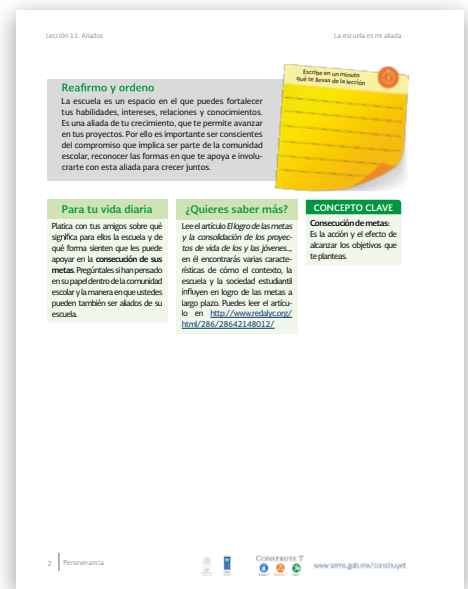 Lección 11. Aliados
La escuela es mi aliada
Escribe en un minuto
qué te llevas de la lección
Reafirmo y ordeno
La escuela es un espacio en el que puedes fortalecer
tus habilidades, intereses, relaciones y conocimientos.
Es una aliada de tu crecimiento, que te permite avanzar
en tus proyectos. Por ello es importante ser conscientes
del compromiso que implica ser parte de la comunidad
escolar, reconocer las formas en que te apoya e involu-
crarte con esta aliada para crecer juntos.
Para tu vida diaria
Platica con tus amigos sobre qué
significa para ellos la escuela y de
qué forma sienten que les puede
apoyar en la consecución de sus
metas. Pregúntales si han pensado
en su papel dentro de la comunidad
escolar y la manera en que ustedes
pueden también ser aliados de su
escuela.
¿Quieres saber más?
Lee el artículo El logro de las metas
y la consolidación de los proyec-
tos de vida de los y las jóvenes...,
en él encontrarás varias caracte-
rísticas de cómo el contexto, la
escuela y la sociedad estudiantil
influyen en logro de las metas a
largo plazo. Puedes leer el artícu-
lo en http://www.redalyc.org/
html/286/28642148012/
CONCEPTO CLAVE
Consecución de metas:
Es la acción y el efecto de
alcanzar los objetivos que
te planteas.
2 Perseverancia
CONSTRUYE T
www.sems.gob.mx/construyet